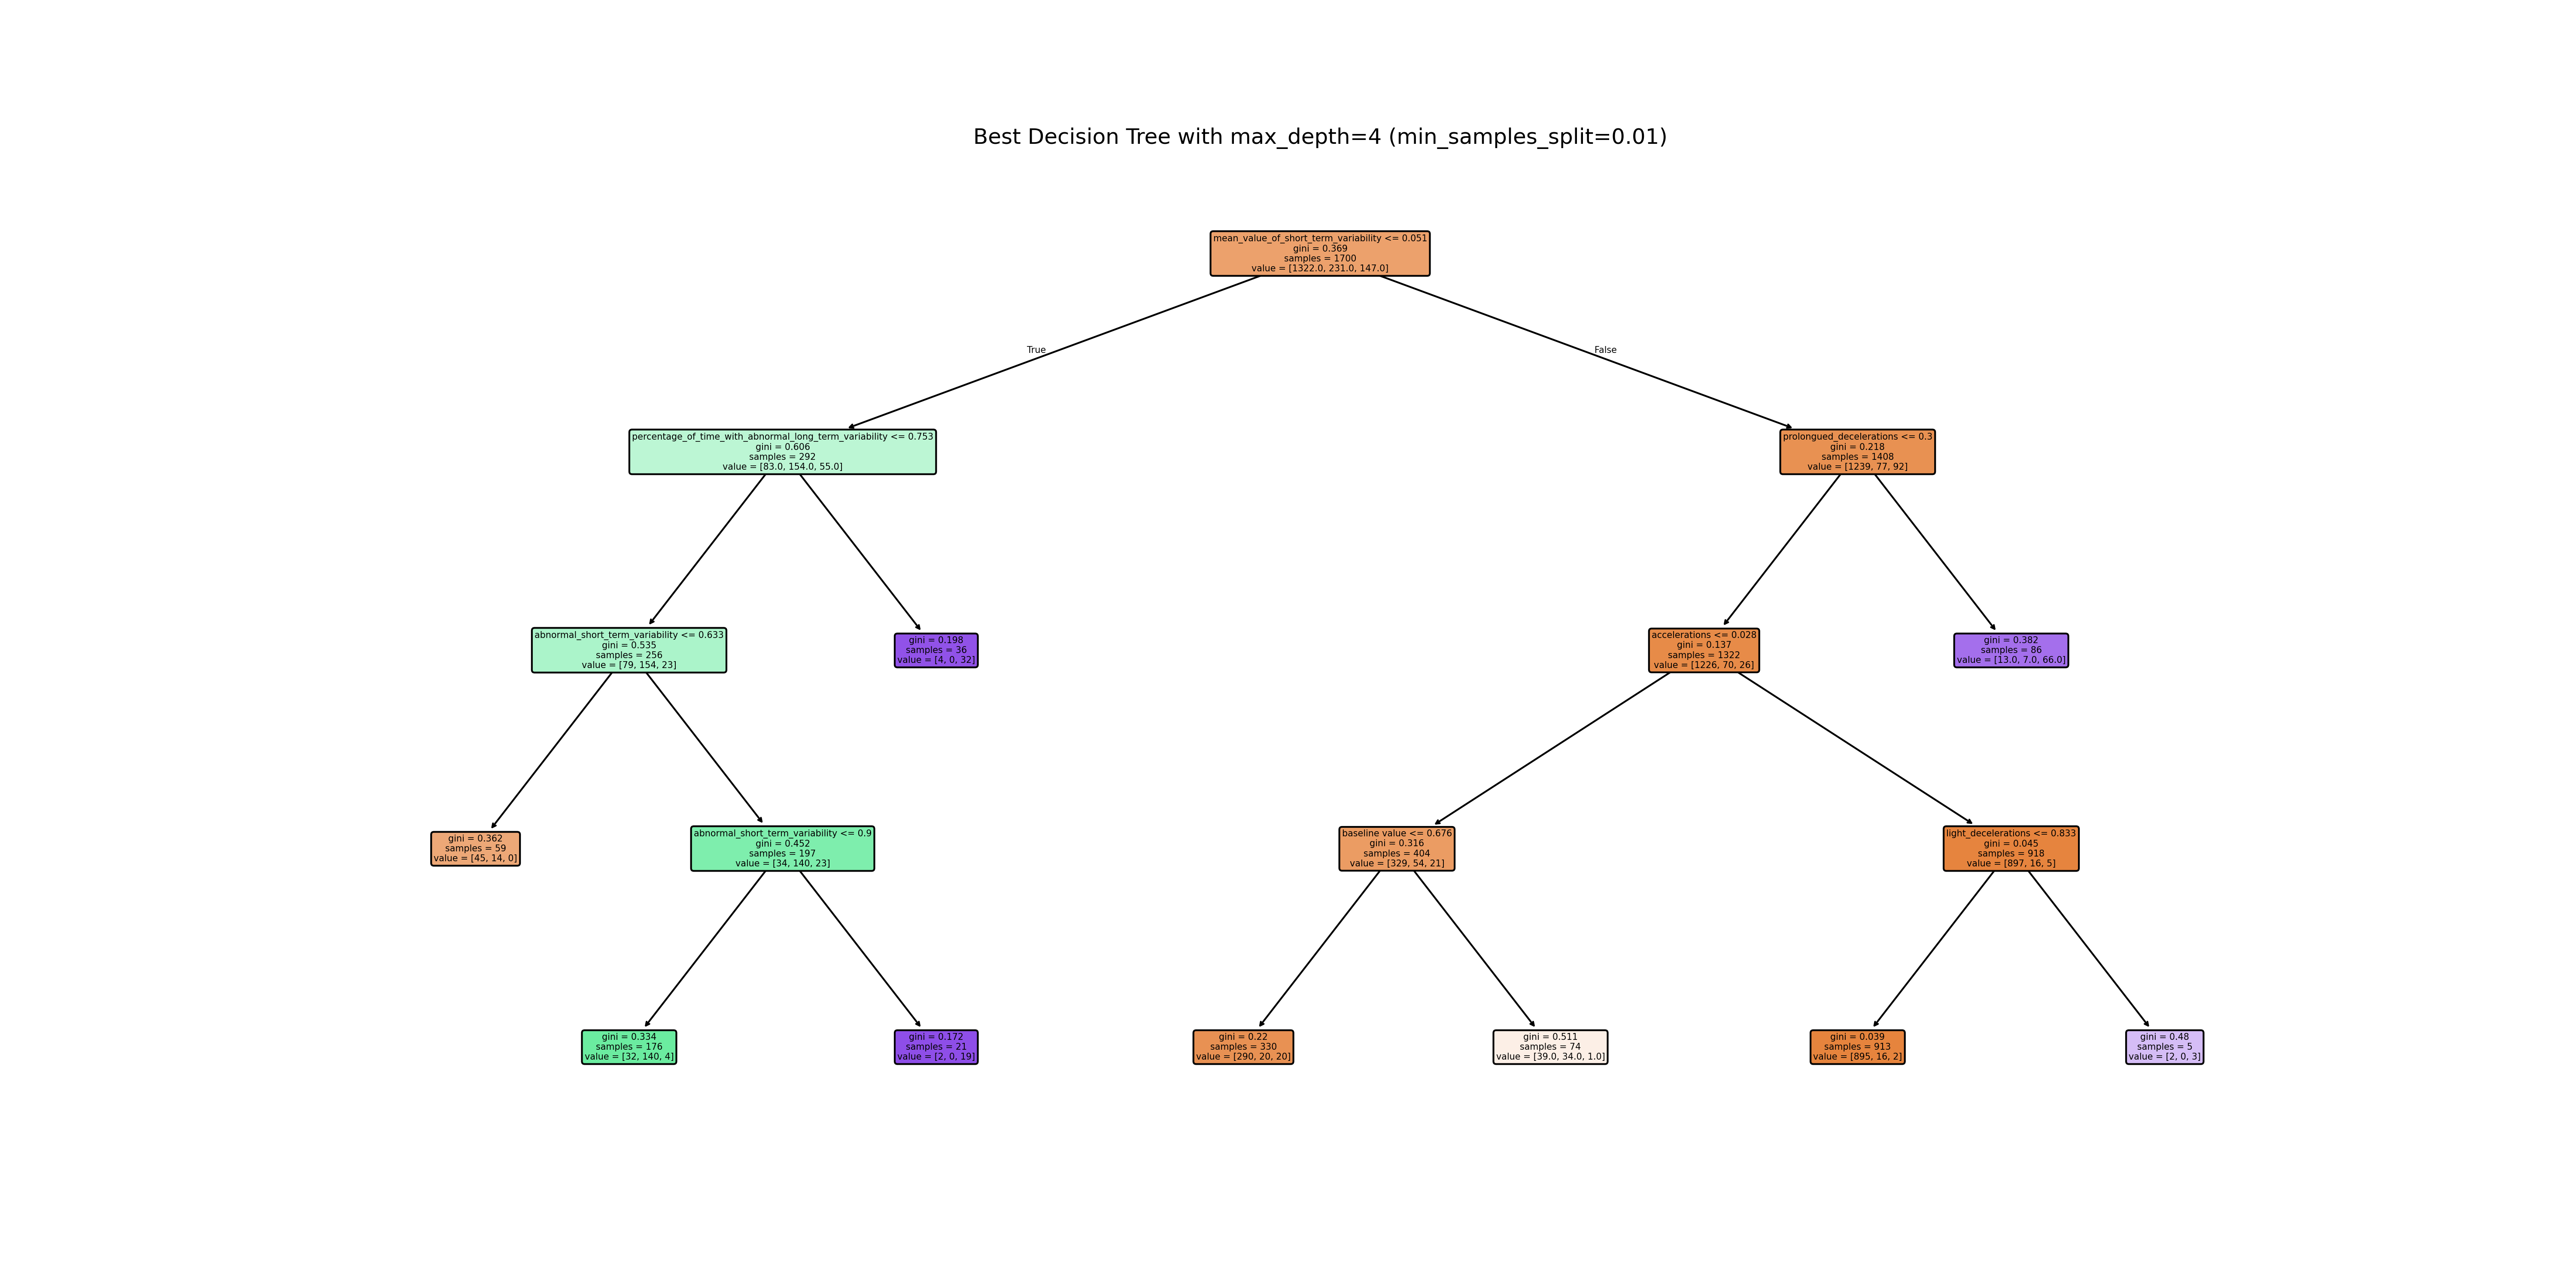 Best Decision Tree with max_depth=4 (min_samples_split=0.01)
mean_value_of_short_term_variability <= 0.051
gini = 0.369
samples = 1700
value = [1322.0, 231.0, 147.0]
True
False
percentage_of_time_with_abnormal_long_term_variability <= 0.753
gini = 0.606
samples = 292
value = [83.0, 154.0, 55.0]
prolongued_decelerations <= 0.3
gini = 0.218
samples = 1408
value = [1239, 77, 92]
abnormal_short_term_variability <= 0.633
gini = 0.535
samples = 256
value = [79, 154, 23]
gini = 0.198
samples = 36
value = [4, 0, 32]
accelerations <= 0.028
gini = 0.137
samples = 1322
value = [1226, 70, 26]
gini = 0.382
samples = 86
value = [13.0, 7.0, 66.0]
gini = 0.362
samples = 59
value = [45, 14, 0]
abnormal_short_term_variability <= 0.9
gini = 0.452
samples = 197
value = [34, 140, 23]
baseline value <= 0.676
gini = 0.316
samples = 404
value = [329, 54, 21]
light_decelerations <= 0.833
gini = 0.045
samples = 918
value = [897, 16, 5]
gini = 0.334
samples = 176
value = [32, 140, 4]
gini = 0.172
samples = 21
value = [2, 0, 19]
gini = 0.22
samples = 330
value = [290, 20, 20]
gini = 0.511
samples = 74
value = [39.0, 34.0, 1.0]
gini = 0.039
samples = 913
value = [895, 16, 2]
gini = 0.48
samples = 5
value = [2, 0, 3]